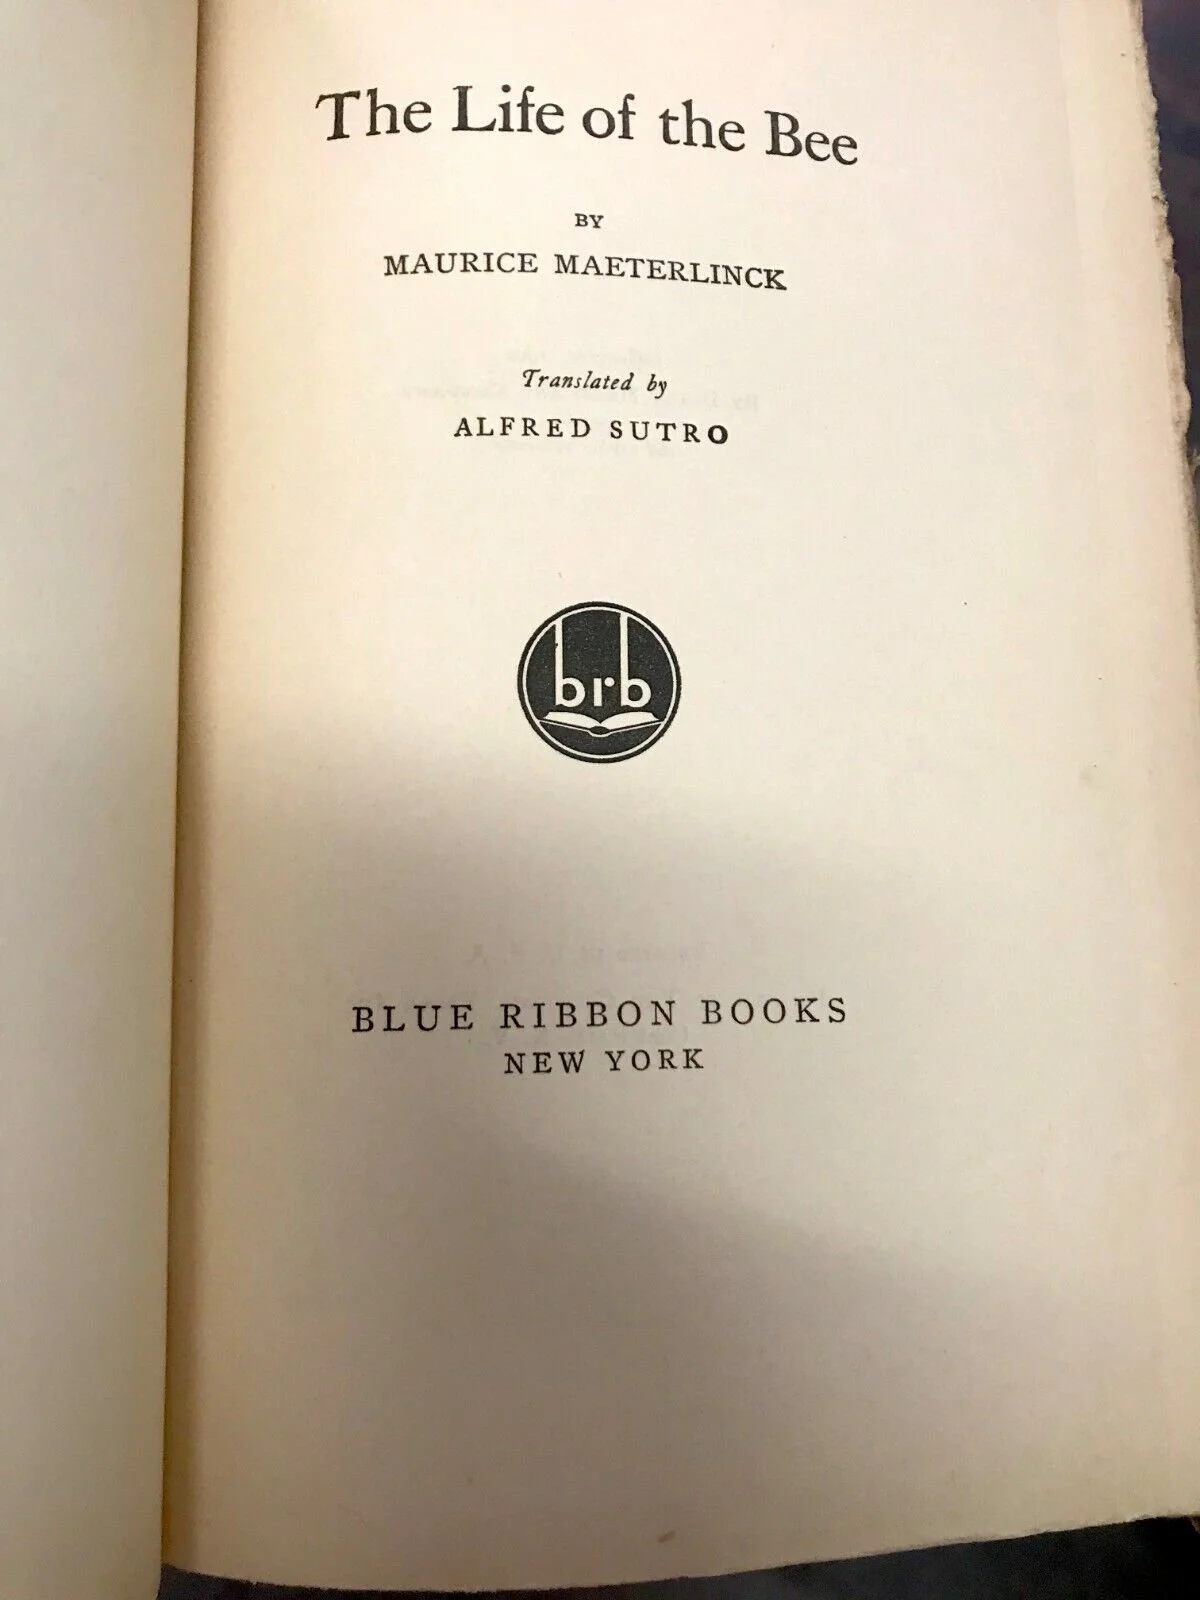 The Life of the Bee
BY
MAURICE MAETERLINCK
Translated by
ALFRED SUTRO
brb
BLUE RIBBON BOOKS
NEW YORK